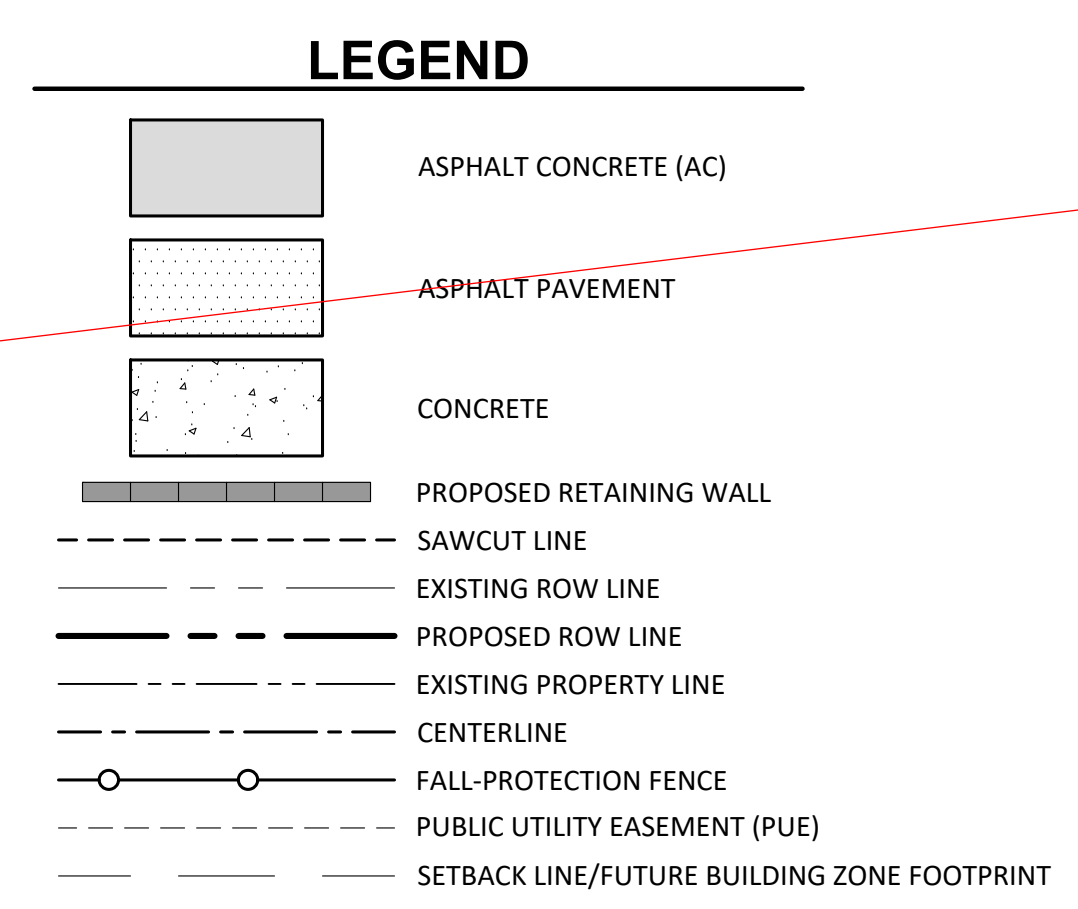 LEGEND
ASPHALT CONCRETE (AC)
ASPHALT PAVEMENT
CONCRETE
PROPOSED RETAINING WALL
SAWCUT LINE
EXISTING ROW LINE
PROPOSED ROW LINE
EXISTING PROPERTY LINE
CENTERLINE
FALL-PROTECTION FENCE
PUBLIC UTILITY EASEMENT (PUE)
SETBACK LINE/FUTURE BUILDING ZONE FOOTPRINT